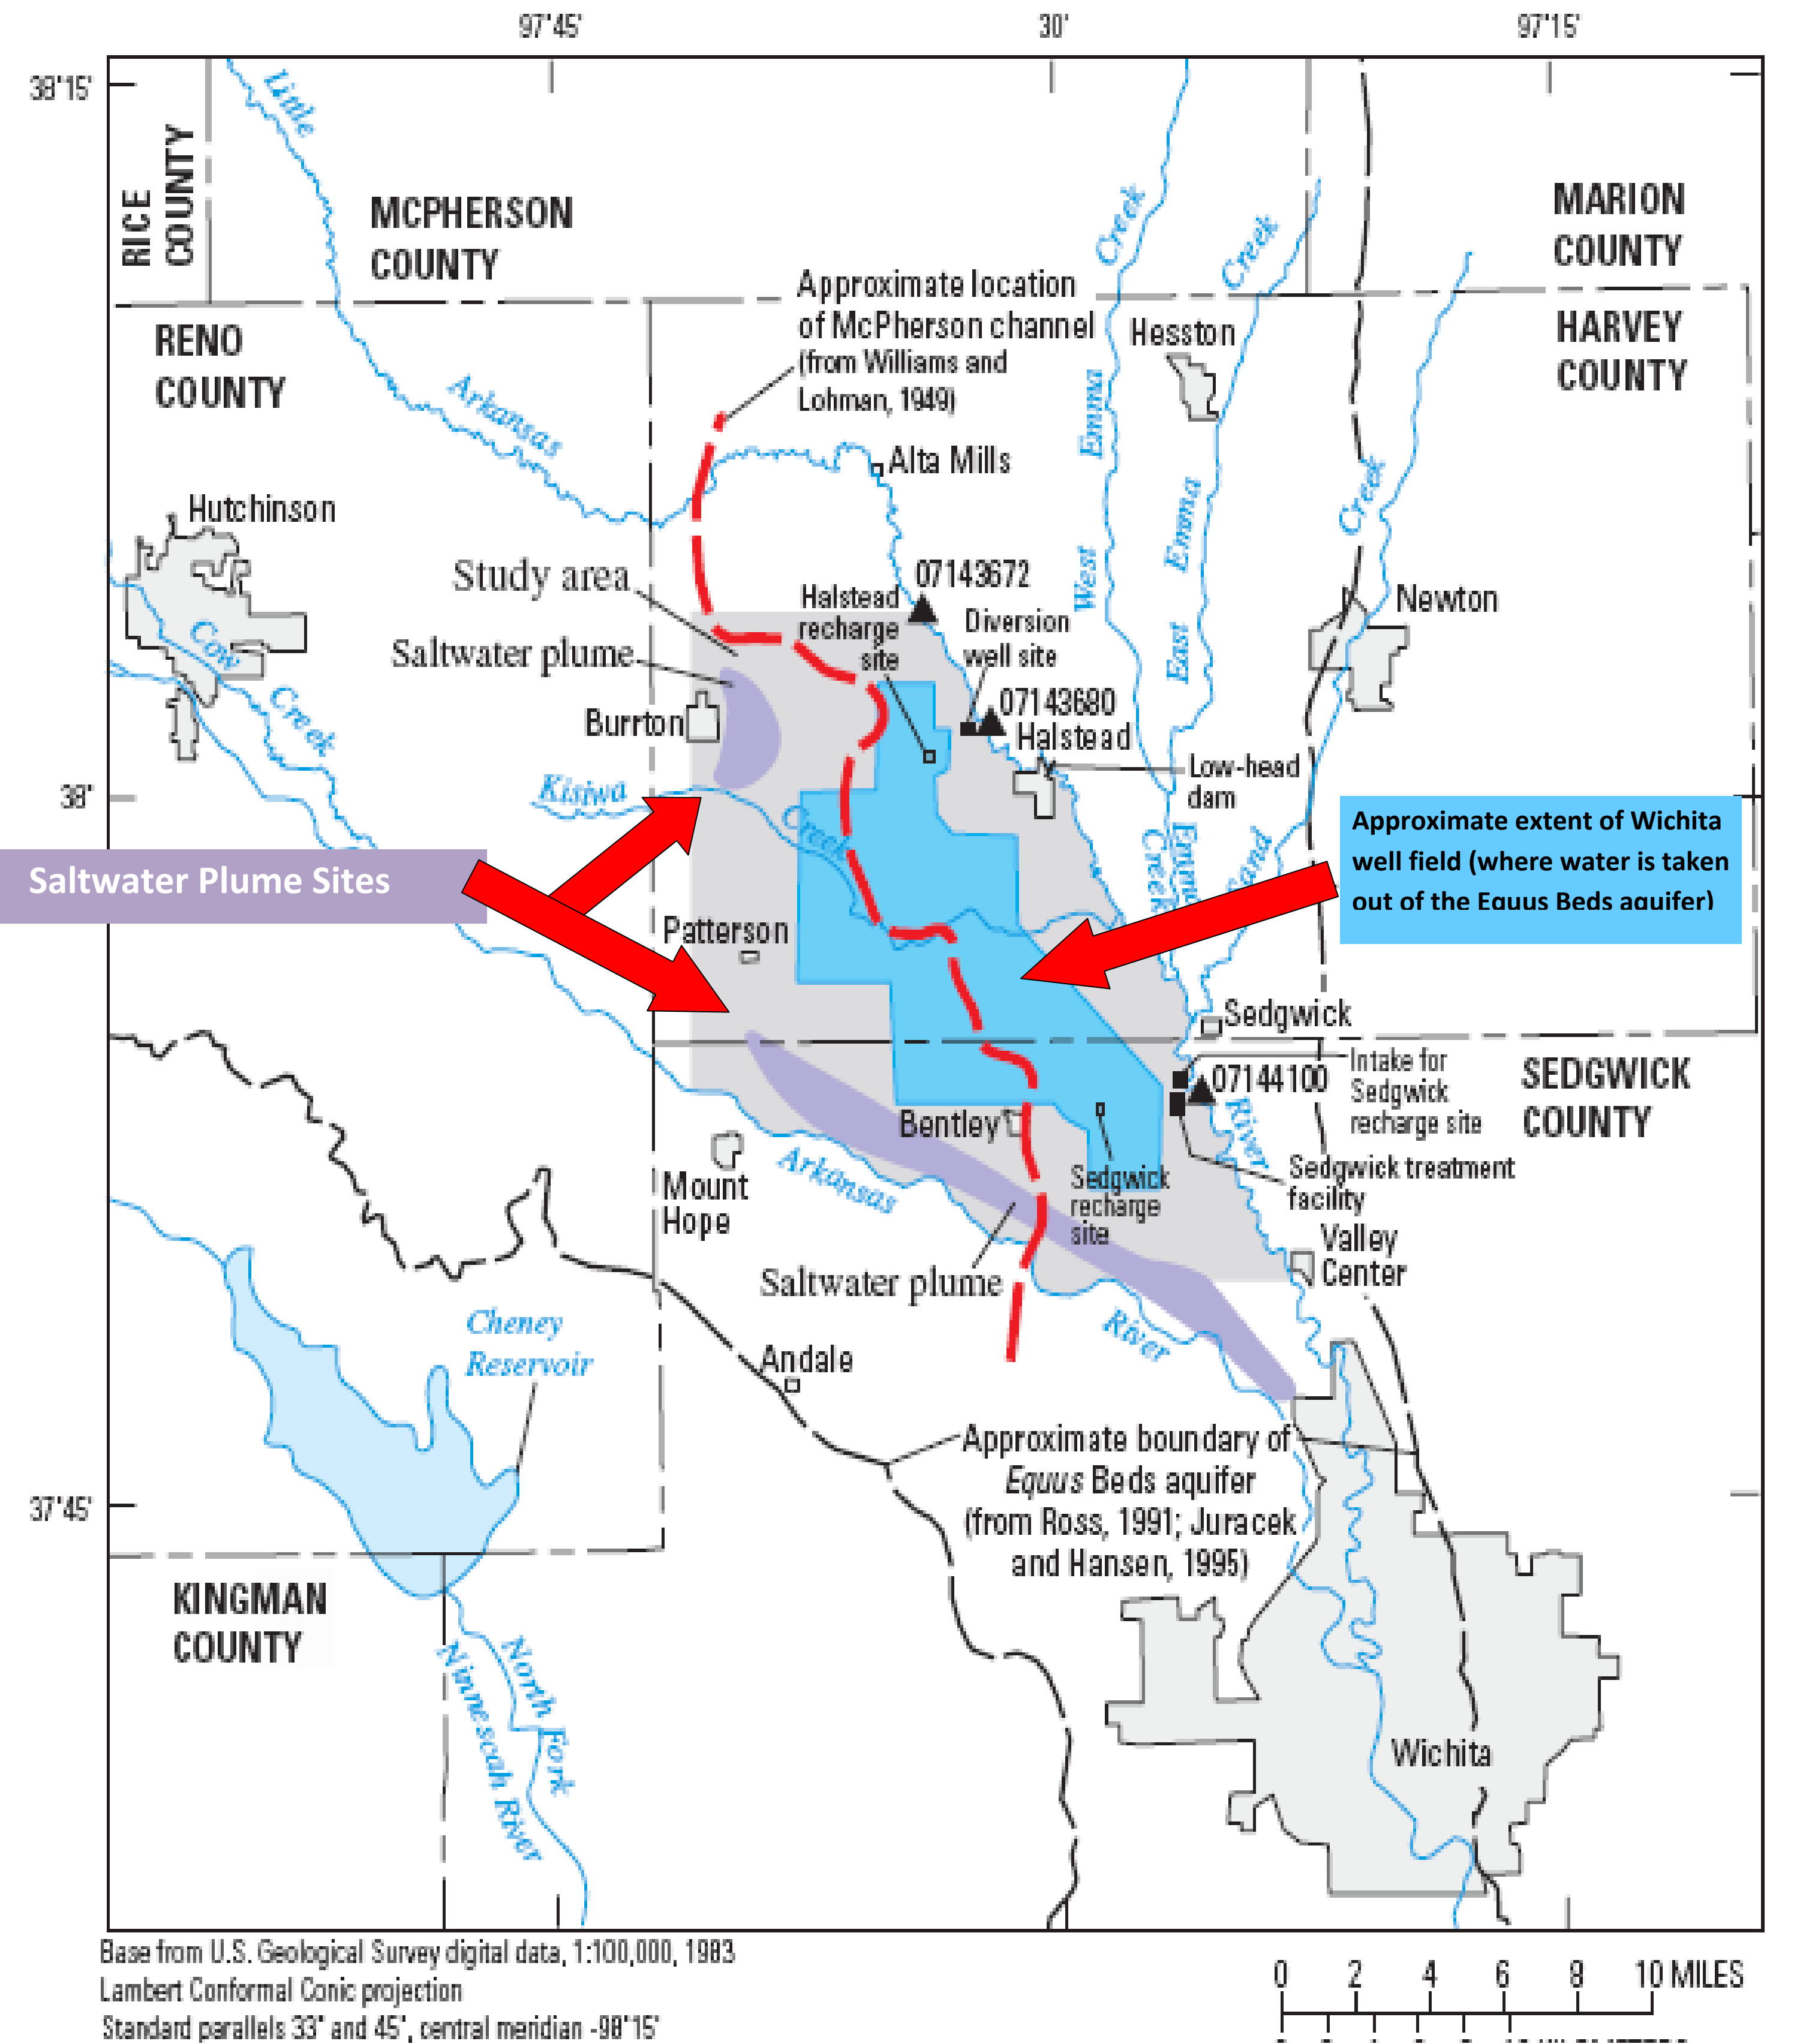 97°45'
30'
97°15'
38°15'
RICE
COUNTY
Little
MCPHERSON
COUNTY
Creek
Creek
MARION
COUNTY
RENO
COUNTY
Approximate location
of McPherson channel
(from Williams and
Lohman, 1949)
Hesston
HARVEY
COUNTY
Arkansas
Emma
Alta Mills
Hutchinson
Emma
Creek
Study area
07143672
West
Halstead
recharge
site
Diversion
well site
Newton
Saltwater plume
East
Cow
Creek
Burrton
07143680
Halstead
Low-head
dam
38°
Kisiwa
Creek
Emma
Creek
Sand
Saltwater Plume Sites
Approximate extent of Wichita
well field (where water is taken
out of the Equus Beds aquifer)
Patterson
Sedgwick
Intake for
Sedgwick
recharge site
07144100
SEDGWICK
COUNTY
Bentley
River
Mount
Hope
Arkansas
Sedgwick
recharge
site
Sedgwick treatment
facility
Valley
Center
Saltwater plume
River
Cheney
Reservoir
Andale
Approximate boundary of
Equus Beds aquifer
(from Ross, 1991; Juracek
and Hansen, 1995)
37°45'
KINGMAN
COUNTY
North Fork
Ninnescah River
Wichita
Base from U.S. Geological Survey digital data, 1:100,000, 1983
Lambert Conformal Conic projection
Standard parallels 33° and 45°, central meridian -98°15'
0 2 4 6 8 10 MILES